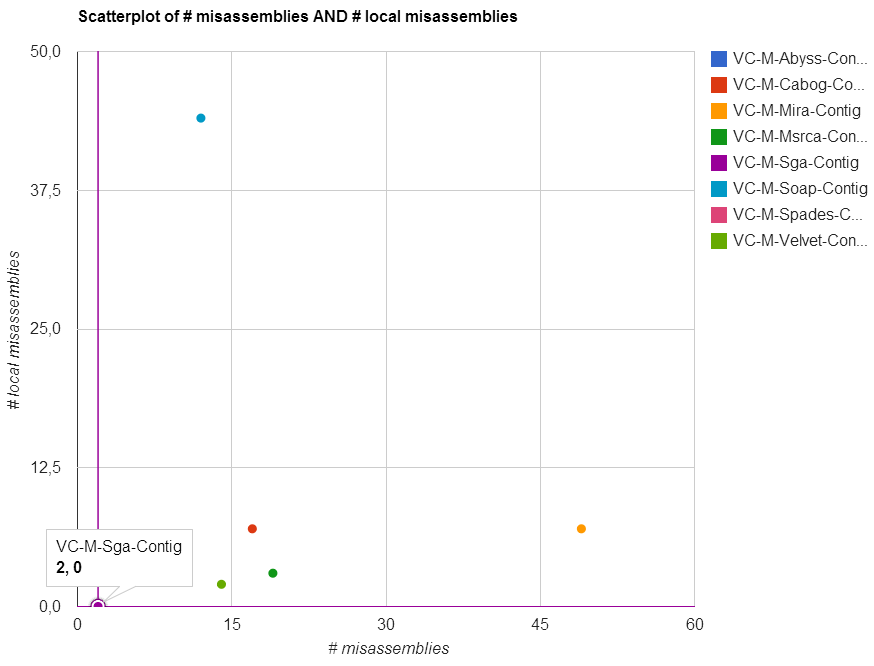 Scatterplot of # misassemblies AND # local misassemblies
50,0
37,5
25,0
12,5
0,0
# local misassemblies
0
15
30
45
60
# misassemblies
VC-M-Sga-Contig
2, 0
VC-M-Abyss-Con...
VC-M-Cabog-Co...
VC-M-Mira-Contig
VC-M-Msrca-Con...
VC-M-Sga-Contig
VC-M-Soap-Contig
VC-M-Spades-C...
VC-M-Velvet-Con...